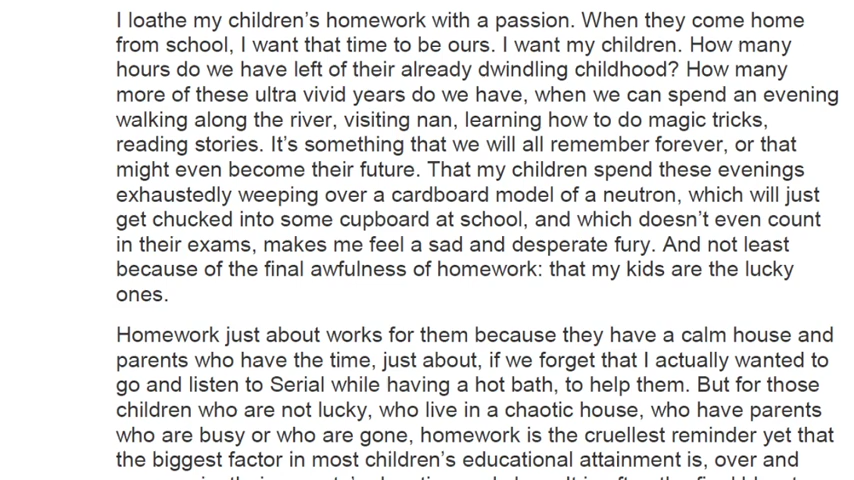 I loathe my children’s homework with a passion. When they come home
from school, I want that time to be ours. I want my children. How many
hours do we have left of their already dwindling childhood? How many
more of these ultra vivid years do we have, when we can spend an evening
walking along the river, visiting nan, learning how to do magic tricks,
reading stories. It’s something that we will all remember forever, or that
might even become their future. That my children spend these evenings
exhaustedly weeping over a cardboard model of a neutron, which will just
get chucked into some cupboard at school, and which doesn’t even count
in their exams, makes me feel a sad and desperate fury. And not least
because of the final awfulness of homework: that my kids are the lucky
ones.
Homework just about works for them because they have a calm house and
parents who have the time, just about, if we forget that I actually wanted to
go and listen to Serial while having a hot bath, to help them. But for those
children who are not lucky, who live in a chaotic house, who have parents
who are busy or who are gone, homework is the cruellest reminder yet that
the biggest factor in most children’s educational attainment is, over and